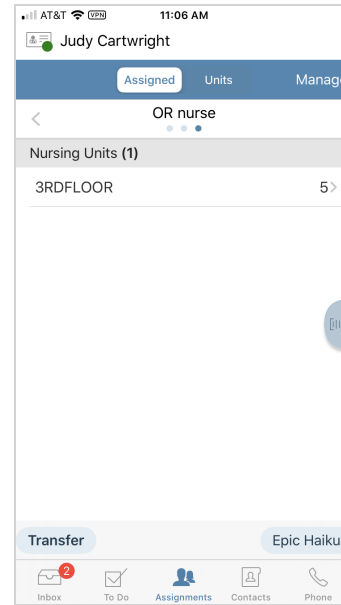 AT&T VPN 11:06 AM
Judy Cartwright
Assigned Units Manage
OR nurse
Nursing Units (1)
3RDFLOOR 5
Transfer Epic Haiku
2
Inbox To Do Assignments Contacts Phone